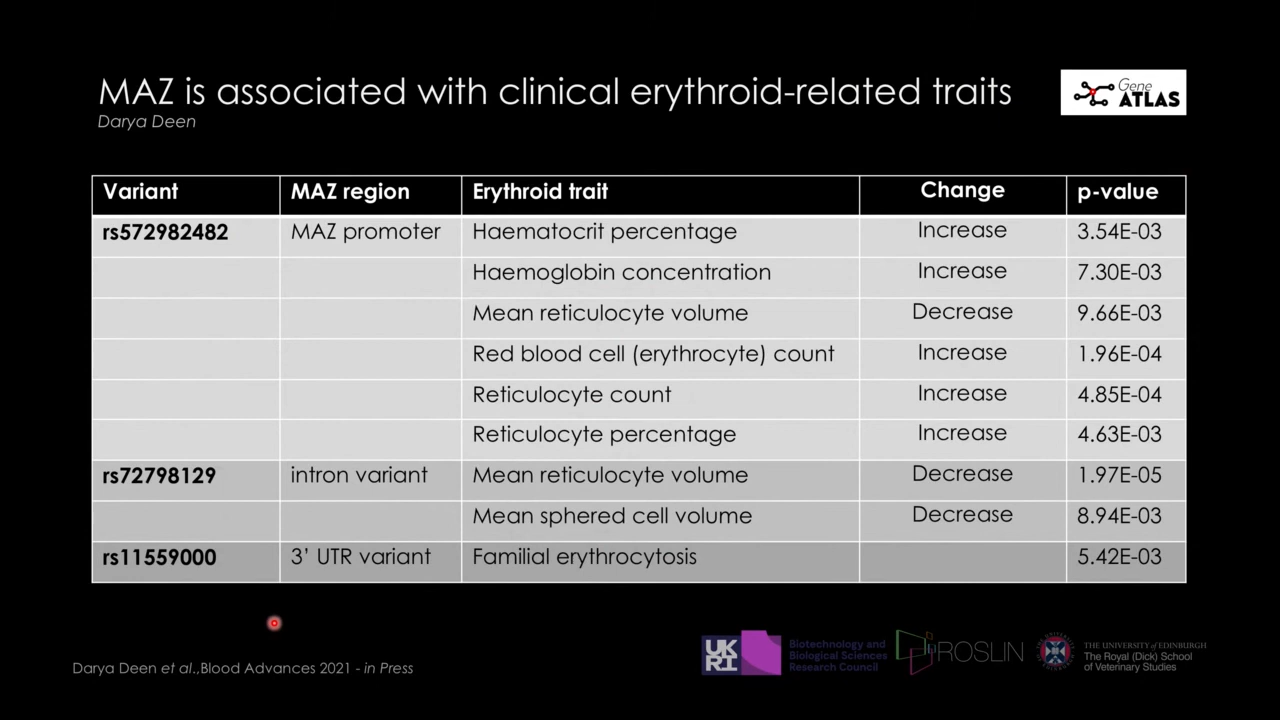 MAZ is associated with clinical erythroid-related traits
Darya Deen
Gene
ATLAS
Variant MAZ region Erythroid trait Change p-value
rs572982482 MAZ promoter Haematocrit percentage Increase 3.54E-03
Haemoglobin concentration Increase 7.30E-03
Mean reticulocyte volume Decrease 9.66E-03
Red blood cell (erythrocyte) count Increase 1.96E-04
Reticulocyte count Increase 4.85E-04
Reticulocyte percentage Increase 4.63E-03
rs72798129 intron variant Mean reticulocyte volume Decrease 1.97E-05
Mean sphered cell volume Decrease 8.94E-03
rs11559000 3' UTR variant Familial erythrocytosis 5.42E-03
Darya Deen et al.,Blood Advances 2021 - in Press
UK
RI
Biotechnology and
Biological Sciences
Research Council
ROSLIN
THE UNIVERSITY of EDINBURGH
The Royal (Dick) School
of Veterinary Studies